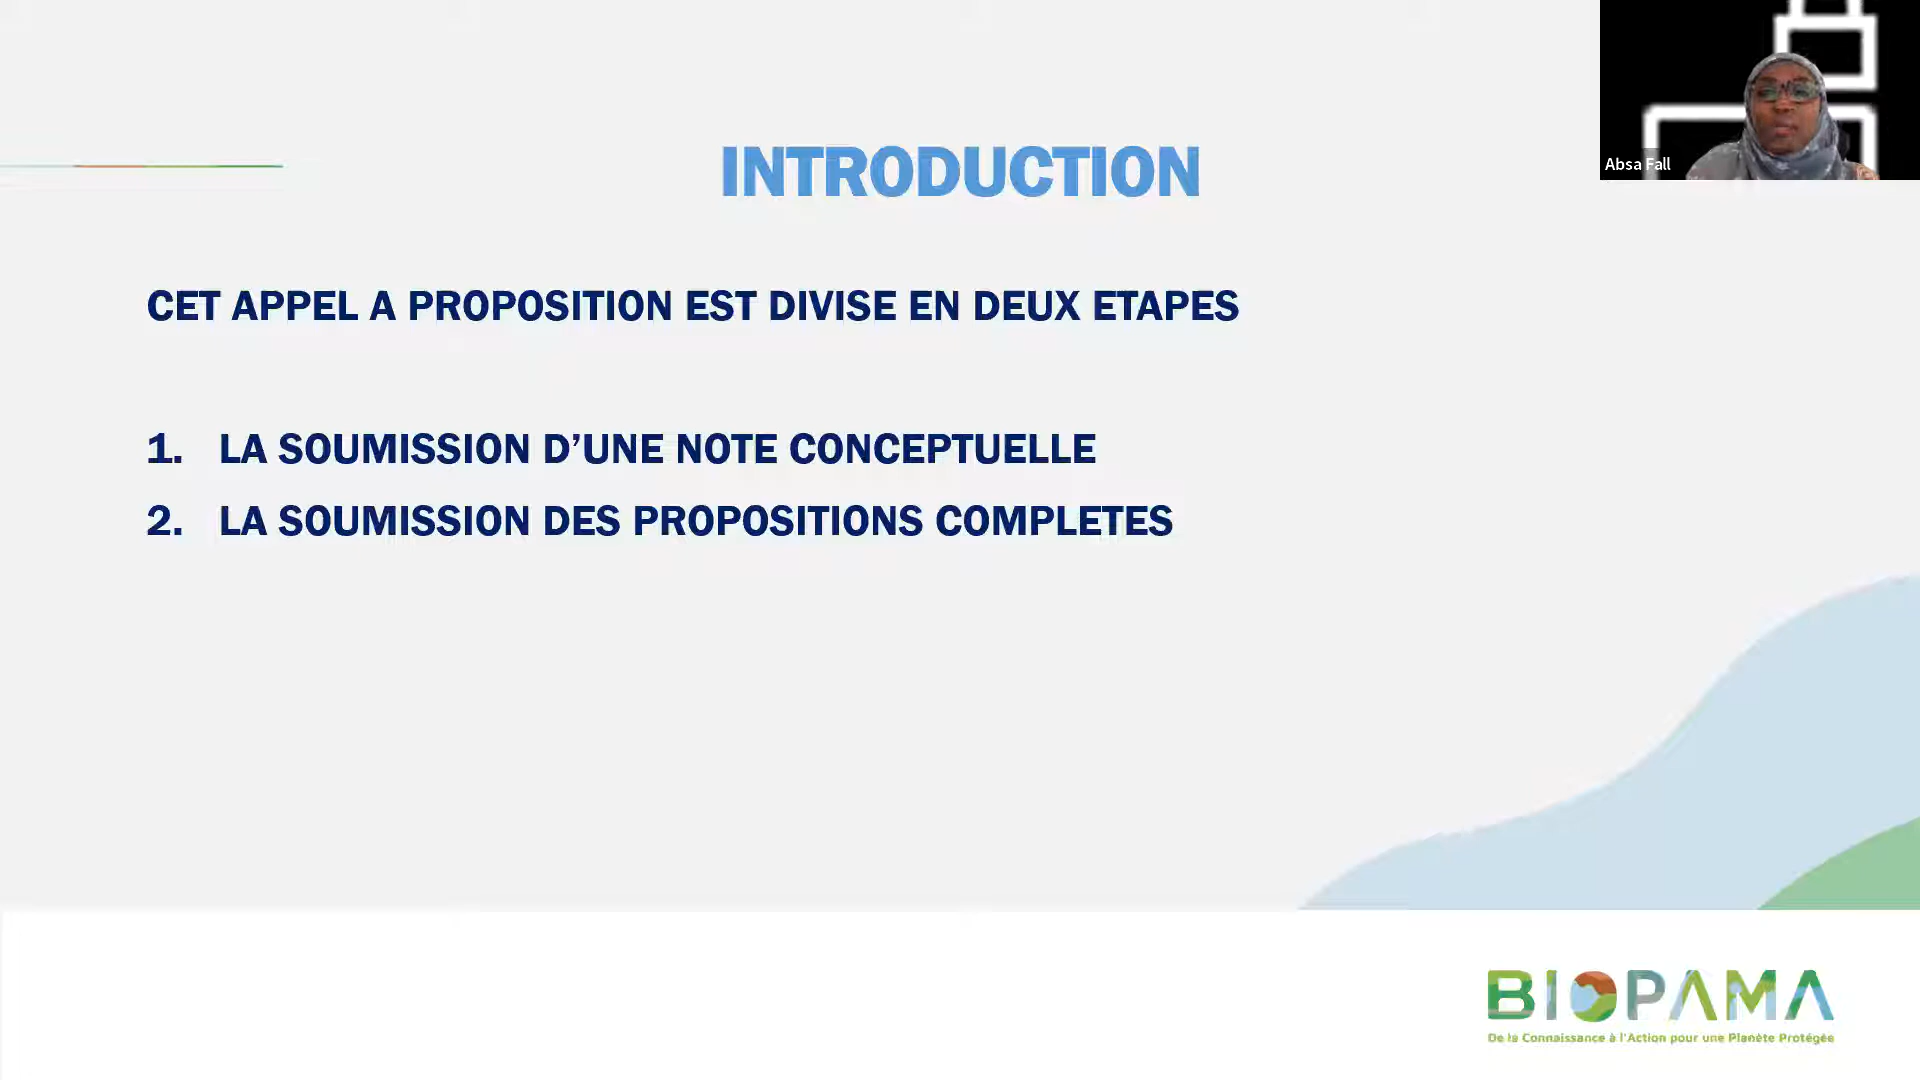 Absa Fall
INTRODUCTION
CET APPEL A PROPOSITION EST DIVISE EN DEUX ETAPES
1. LA SOUMISSION D’UNE NOTE CONCEPTUELLE
2. LA SOUMISSION DES PROPOSITIONS COMPLETES
BIOPAMA
De la Connaissance à l'Action pour une Planète Protégée